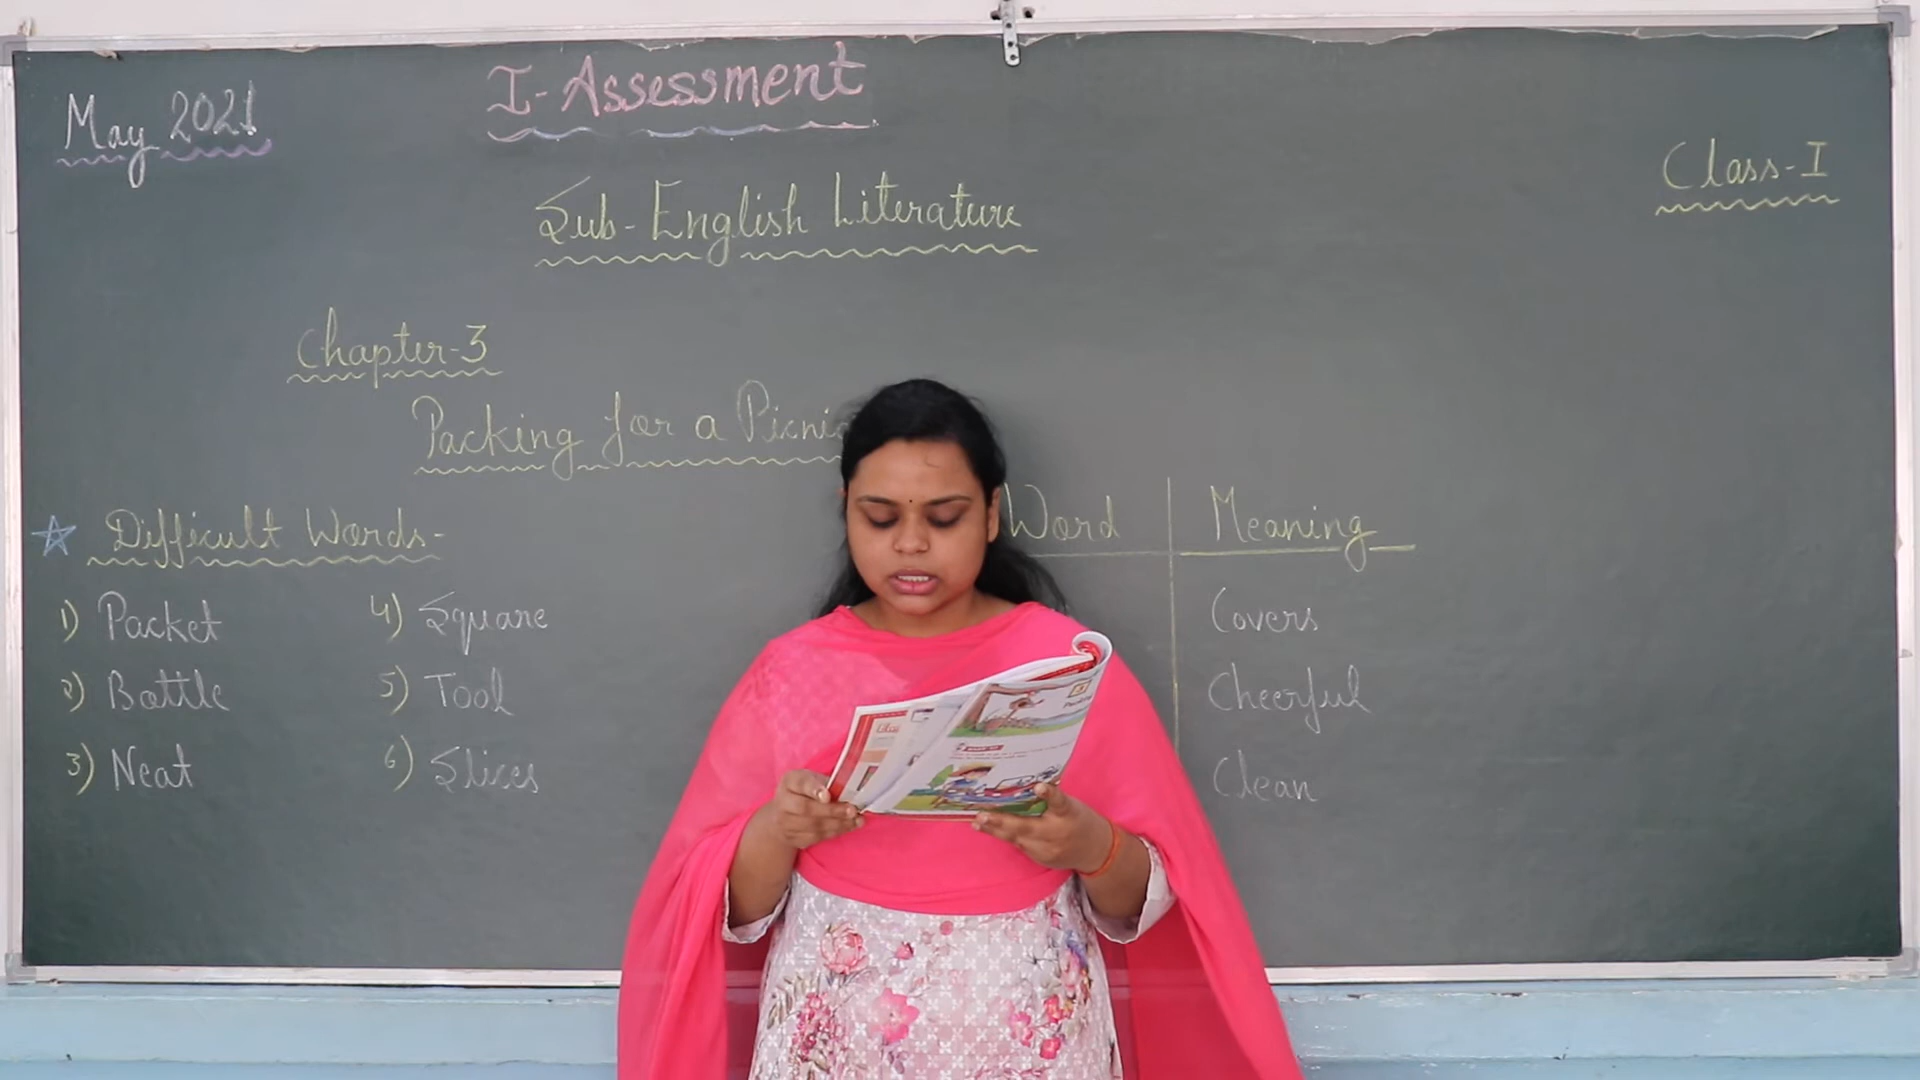 May 2021
I-Assessment
Class-I
Sub-English Literature
Chapter-3
Packing for a Picnic
Difficult Words-
1) Packet
2) Bottle
3) Neat
4) Square
5) Tool
6) Slices
Word Meaning
Covers
Cheerful
Clean